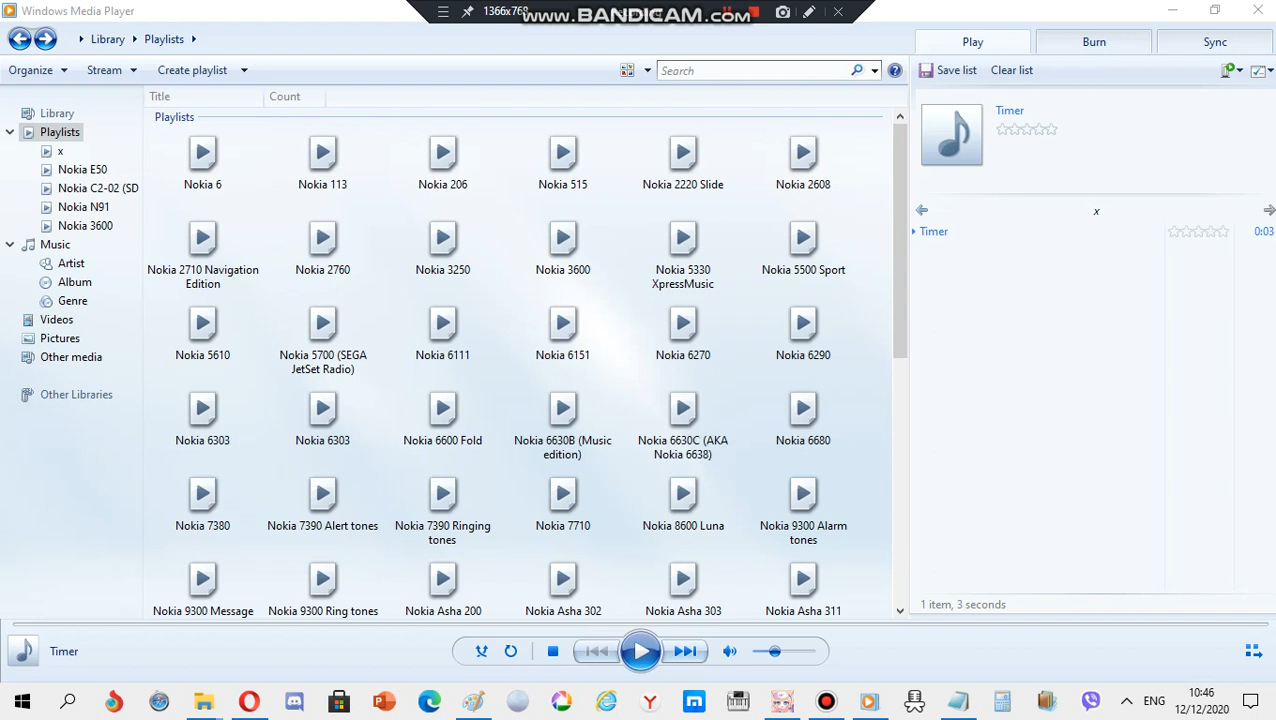 Windows Media Player
1366x768
www.BANDICAM.com
Library
Playlists
Play
Burn
Sync
Organize
Stream
Create playlist
Search
Save list
Clear list
Title
Count
Library
Playlists
x
Nokia E50
Nokia C2-02 (SD
Nokia N91
Nokia 3600
Music
Artist
Album
Genre
Videos
Pictures
Other media
Other Libraries
Playlists
Nokia 6
Nokia 113
Nokia 206
Nokia 515
Nokia 2220 Slide
Nokia 2608
Nokia 2710 Navigation
Edition
Nokia 2760
Nokia 3250
Nokia 3600
Nokia 5330
XpressMusic
Nokia 5500 Sport
Nokia 5610
Nokia 5700 (SEGA
JetSet Radio)
Nokia 6111
Nokia 6151
Nokia 6270
Nokia 6290
Nokia 6303
Nokia 6303
Nokia 6600 Fold
Nokia 6630B (Music
edition)
Nokia 6630C (AKA
Nokia 6638)
Nokia 6680
Nokia 7380
Nokia 7390 Alert tones
Nokia 7390 Ringing
tones
Nokia 7710
Nokia 8600 Luna
Nokia 9300 Alarm
tones
Nokia 9300 Message
Nokia 9300 Ring tones
Nokia Asha 200
Nokia Asha 302
Nokia Asha 303
Nokia Asha 311
Timer
x
Timer
0:03
1 item, 3 seconds
Timer
ENG
10:46
12/12/2020